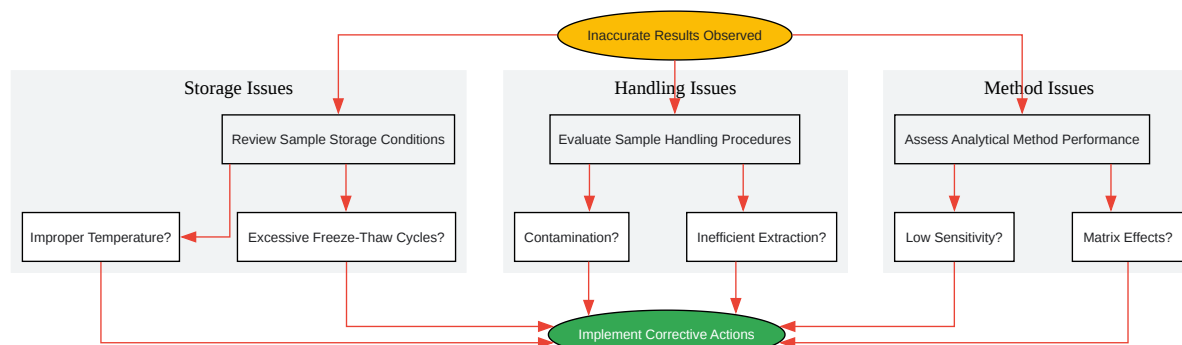 Inaccurate Results Observed
Storage Issues
Handling Issues
Method Issues
Review Sample Storage Conditions
Evaluate Sample Handling Procedures
Assess Analytical Method Performance
Improper Temperature?
Excessive Freeze-Thaw Cycles?
Contamination?
Inefficient Extraction?
Low Sensitivity?
Matrix Effects?
Implement Corrective Actions